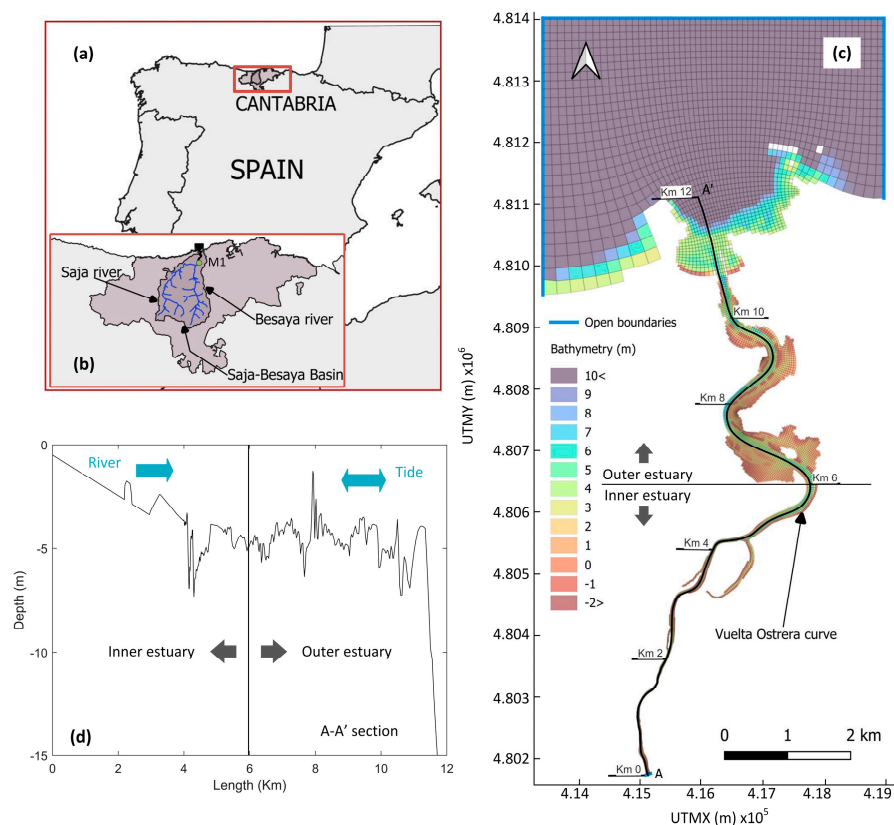 (a)
CANTABRIA
SPAIN
M1
Saja river
Besaya river
(b)
Saja-Besaya Basin
(c)
4.814
4.813
4.812
4.811
4.810
4.809
4.808
4.807
4.806
4.805
4.804
4.803
4.802
UTMY (m) x10⁶
Km 12
A'
Km 10
Open boundaries
Bathymetry (m)
10<
9
8
7
6
5
4
3
2
1
0
-1
-2>
Km 8
Outer estuary
Km 6
Inner estuary
Km 4
Vuelta Ostrera curve
Km 2
0 1 2 km
Km 0
A
4.14 4.15 4.16 4.17 4.18 4.19
UTMX (m) x10⁵
River
Tide
Inner estuary
Outer estuary
(d)
A-A' section
0
-5
-10
-15
Depth (m)
0 2 4 6 8 10 12
Length (Km)